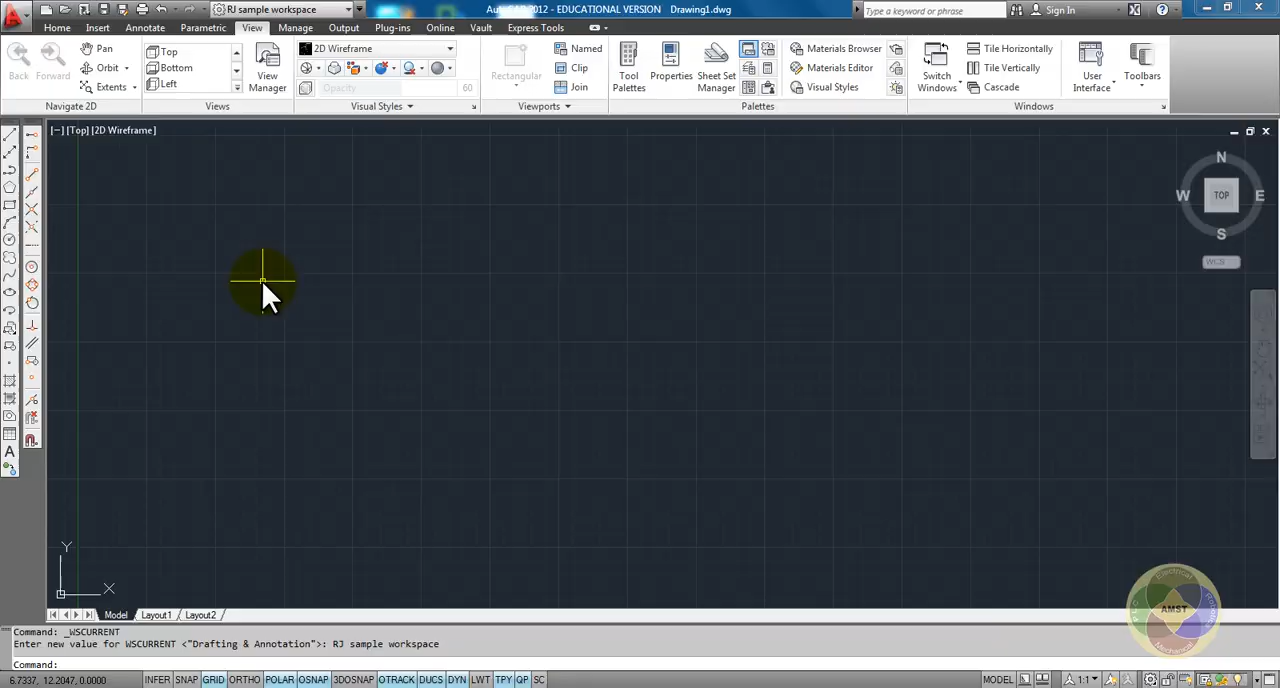 RJ sample workspace
AutoCAD 2012 - EDUCATIONAL VERSION Drawing1.dwg
Type a keyword or phrase
Sign In
Home Insert Annotate Parametric View Manage Output Plug-ins Online Vault Express Tools
Back Forward
Pan
Orbit
Extents
Navigate 2D
Top
Bottom
Left
View Manager
Views
2D Wireframe
Opacity 60
Visual Styles
Rectangular
Named
Clip
Join
Viewports
Tool Palettes
Properties
Sheet Set Manager
Materials Browser
Materials Editor
Visual Styles
Palettes
Switch Windows
Tile Horizontally
Tile Vertically
Cascade
User Interface
Toolbars
Windows
[−] [Top] [2D Wireframe]
N
W TOP E
S
WCS
A
Y
X
Electrical
PLC AMST Robotics
Mechanical
Model Layout1 Layout2
Command: _WSCURRENT
Enter new value for WSCURRENT <"Drafting & Annotation">: RJ sample workspace
Command:
6.7337, 12.2047, 0.0000 INFER SNAP GRID ORTHO POLAR OSNAP 3DOSNAP OTRACK DUCS DYN LWT TPY QP SC MODEL 1:1